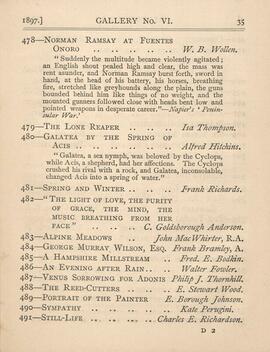 1897.] GALLERY No. VI. 35
478—Norman Ramsay at Fuentes
Onoro .. .. .. W. B. Wollen.
" Suddenly the multitude became violently agitated;
an English shout pealed high and clear, the mass was
rent asunder, and Norman Ramsay burst forth, sword in
hand, at the head of his battery, his horses, breathing
fire, stretched like greyhounds along the plain, the guns
bounded behind him like things of no weight, and the
mounted gunners followed close with heads bent low and
pointed weapons in desperate career."—Napier's ' Penin-
sular War.'
479—The Lone Reaper .. Isa Thompson.
480—Galatea by the Spring of
Acis .. .. .. Alfred Hitchins.
" Galatea, a sea nymph, was beloved by the Cyclops,
while Acis, a shepherd, had her affections. The Cyclops
crushed his rival with a rock, and Galatea, inconsolable,
changed Acis into a spring of water."
481—Spring and Winter .. Frank Richards.
482—"The light of love, the purity
of grace, the mind, the
music breathing from her
face" .. C. Goldsborough Anderson.
483—Alpine Meadows John MacWhirter, R.A.
484—George Murray Wilson, Esq. Frank Bramley, A.
485—A Hampshire Millstream .. Fred. E. Bodkin.
486—An Evening after Rain .. Walter Fowler.
487—Venus Sorrowing for Adonis Philip J. Thornhill.
488—The Reed-Cutters .. E. Stewart Wood.
489—Portrait of the Painter E. Borough Johnson.
490—Sympathy .. .. Kate Perugini.
491—Still-Life .. .. Charles E. Richardson.
D 2